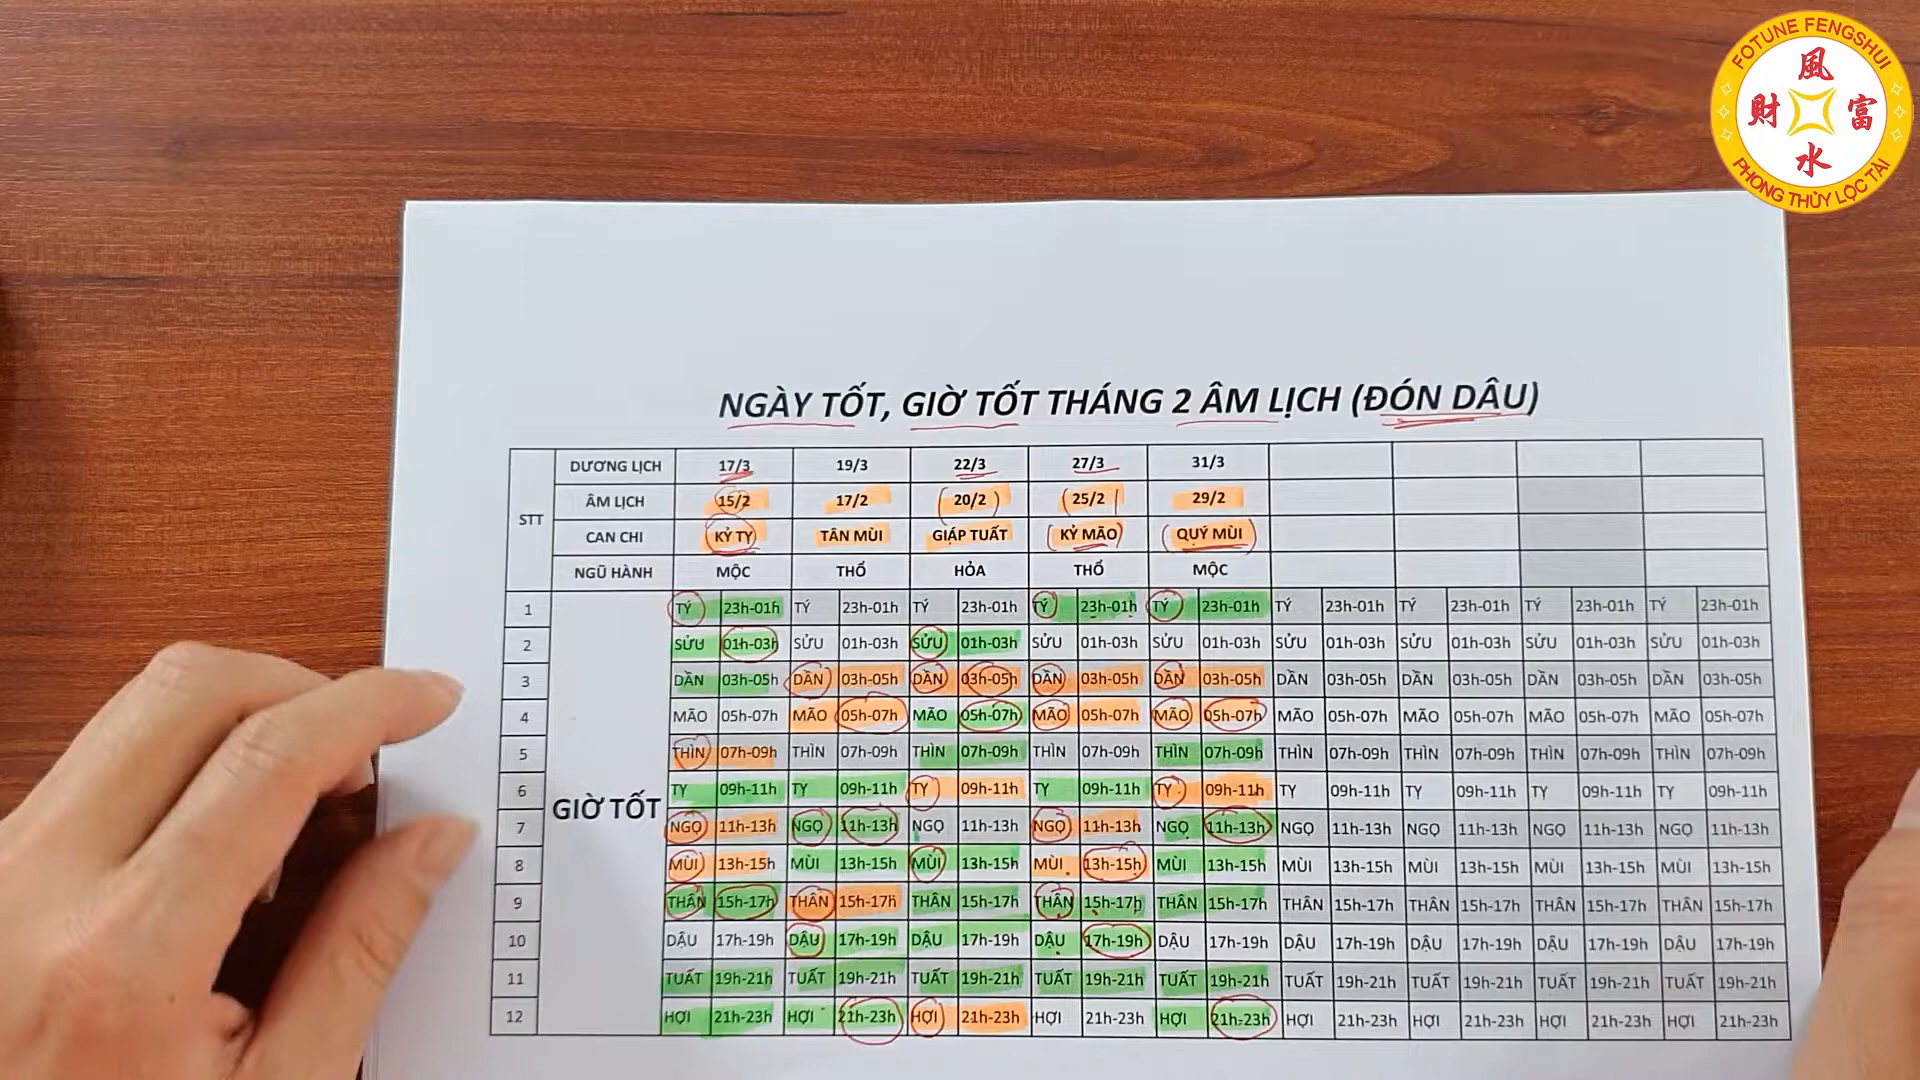 FOTUNE FENGSHUI
風
財 富
水
PHONG THỦY LỘC TÀI
NGÀY TỐT, GIỜ TỐT THÁNG 2 ÂM LỊCH (ĐÓN DÂU)
STT
DƯƠNG LỊCH 17/3 19/3 22/3 27/3 31/3
ÂM LỊCH 15/2 17/2 20/2 25/2 29/2
CAN CHI KỶ TỴ TÂN MÙI GIÁP TUẤT KỶ MÃO QUÝ MÙI
NGŨ HÀNH MỘC THỔ HỎA THỔ MỘC
GIỜ TỐT
1 TÝ 23h-01h TÝ 23h-01h TÝ 23h-01h TÝ 23h-01h TÝ 23h-01h TÝ 23h-01h TÝ 23h-01h TÝ 23h-01h TÝ 23h-01h
2 SỬU 01h-03h SỬU 01h-03h SỬU 01h-03h SỬU 01h-03h SỬU 01h-03h SỬU 01h-03h SỬU 01h-03h SỬU 01h-03h SỬU 01h-03h
3 DẦN 03h-05h DẦN 03h-05h DẦN 03h-05h DẦN 03h-05h DẦN 03h-05h DẦN 03h-05h DẦN 03h-05h DẦN 03h-05h DẦN 03h-05h
4 MÃO 05h-07h MÃO 05h-07h MÃO 05h-07h MÃO 05h-07h MÃO 05h-07h MÃO 05h-07h MÃO 05h-07h MÃO 05h-07h MÃO 05h-07h
5 THÌN 07h-09h THÌN 07h-09h THÌN 07h-09h THÌN 07h-09h THÌN 07h-09h THÌN 07h-09h THÌN 07h-09h THÌN 07h-09h THÌN 07h-09h
6 TỴ 09h-11h TỴ 09h-11h TỴ 09h-11h TỴ 09h-11h TỴ 09h-11h TỴ 09h-11h TỴ 09h-11h TỴ 09h-11h TỴ 09h-11h
7 NGỌ 11h-13h NGỌ 11h-13h NGỌ 11h-13h NGỌ 11h-13h NGỌ 11h-13h NGỌ 11h-13h NGỌ 11h-13h NGỌ 11h-13h NGỌ 11h-13h
8 MÙI 13h-15h MÙI 13h-15h MÙI 13h-15h MÙI 13h-15h MÙI 13h-15h MÙI 13h-15h MÙI 13h-15h MÙI 13h-15h MÙI 13h-15h
9 THÂN 15h-17h THÂN 15h-17h THÂN 15h-17h THÂN 15h-17h THÂN 15h-17h THÂN 15h-17h THÂN 15h-17h THÂN 15h-17h THÂN 15h-17h
10 DẬU 17h-19h DẬU 17h-19h DẬU 17h-19h DẬU 17h-19h DẬU 17h-19h DẬU 17h-19h DẬU 17h-19h DẬU 17h-19h DẬU 17h-19h
11 TUẤT 19h-21h TUẤT 19h-21h TUẤT 19h-21h TUẤT 19h-21h TUẤT 19h-21h TUẤT 19h-21h TUẤT 19h-21h TUẤT 19h-21h TUẤT 19h-21h
12 HỢI 21h-23h HỢI 21h-23h HỢI 21h-23h HỢI 21h-23h HỢI 21h-23h HỢI 21h-23h HỢI 21h-23h HỢI 21h-23h HỢI 21h-23h